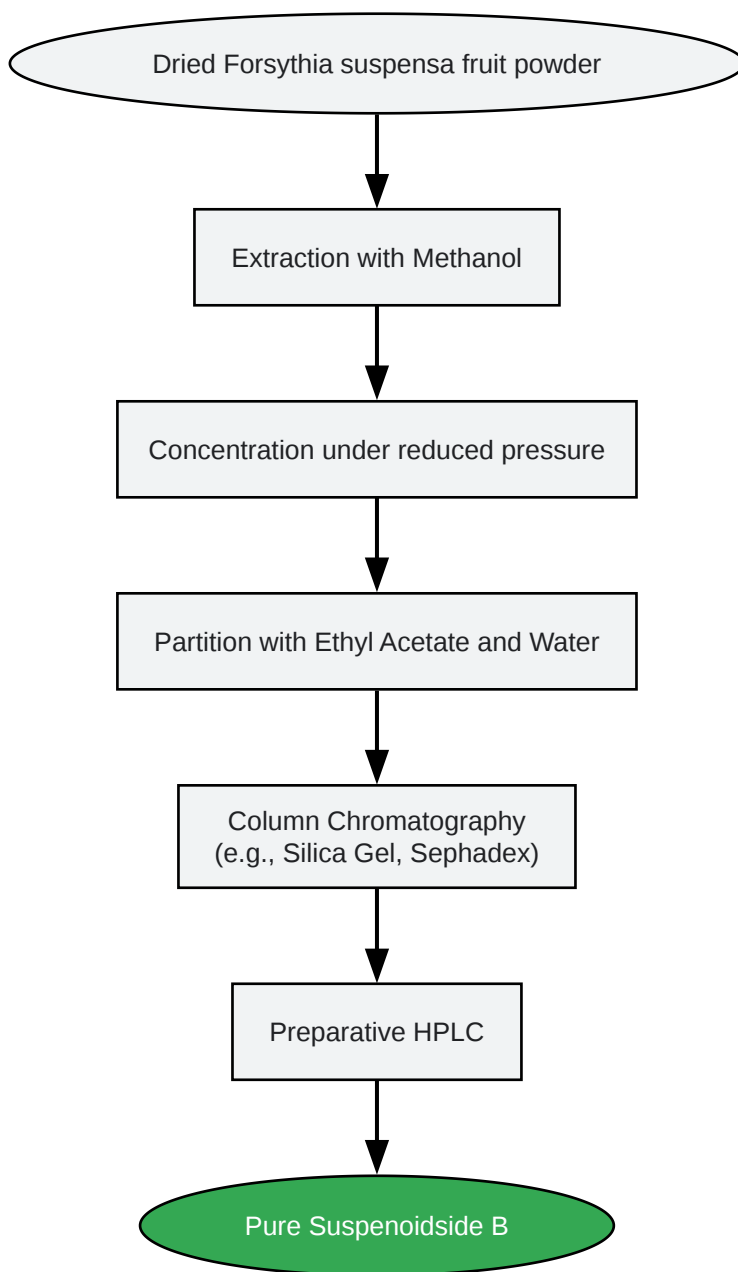 Dried Forsythia suspensa fruit powder
Extraction with Methanol
Concentration under reduced pressure
Partition with Ethyl Acetate and Water
Column Chromatography
(e.g., Silica Gel, Sephadex)
Preparative HPLC
Pure Suspenoidside B